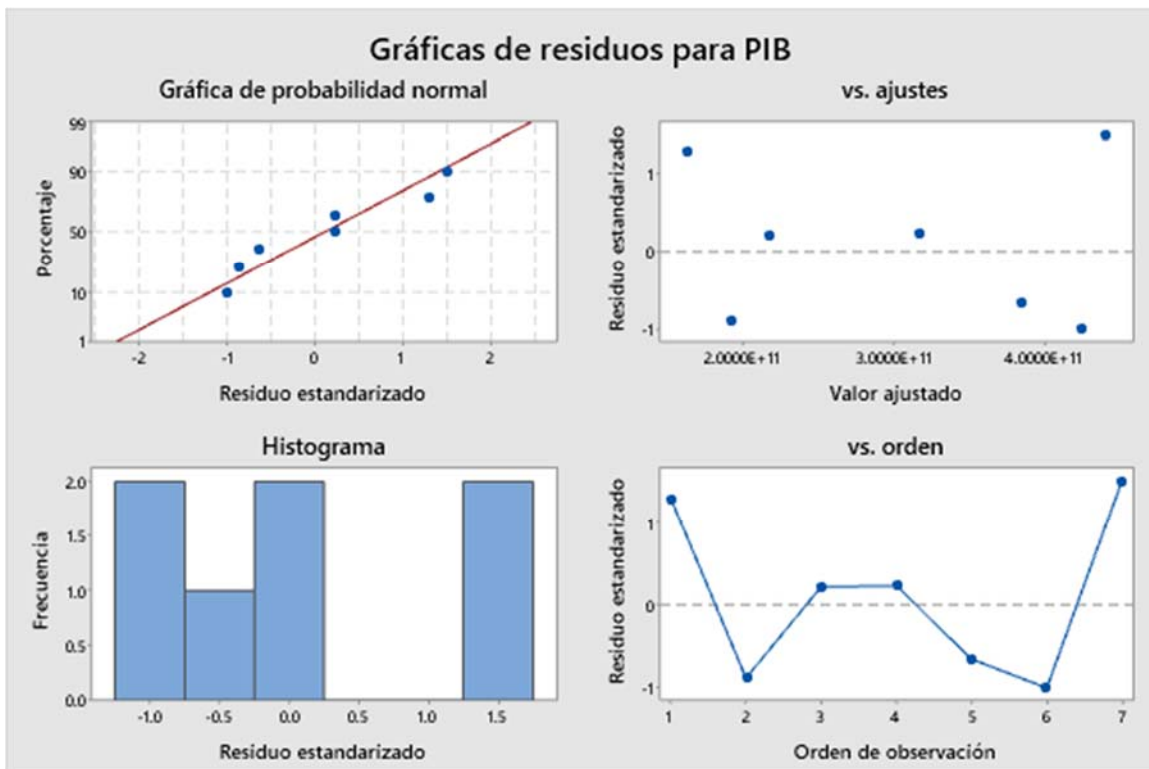 Gráficas de residuos para PIB
Gráfica de probabilidad normal
99
90
50
10
1
Porcentaje
-2 -1 0 1 2
Residuo estandarizado
vs. ajustes
1
0
-1
Residuo estandarizado
2.0000E+11 3.0000E+11 4.0000E+11
Valor ajustado
Histograma
2.0
1.5
1.0
0.5
0.0
Frecuencia
-1.0 -0.5 0.0 0.5 1.0 1.5
Residuo estandarizado
vs. orden
1
0
-1
Residuo estandarizado
1 2 3 4 5 6 7
Orden de observación